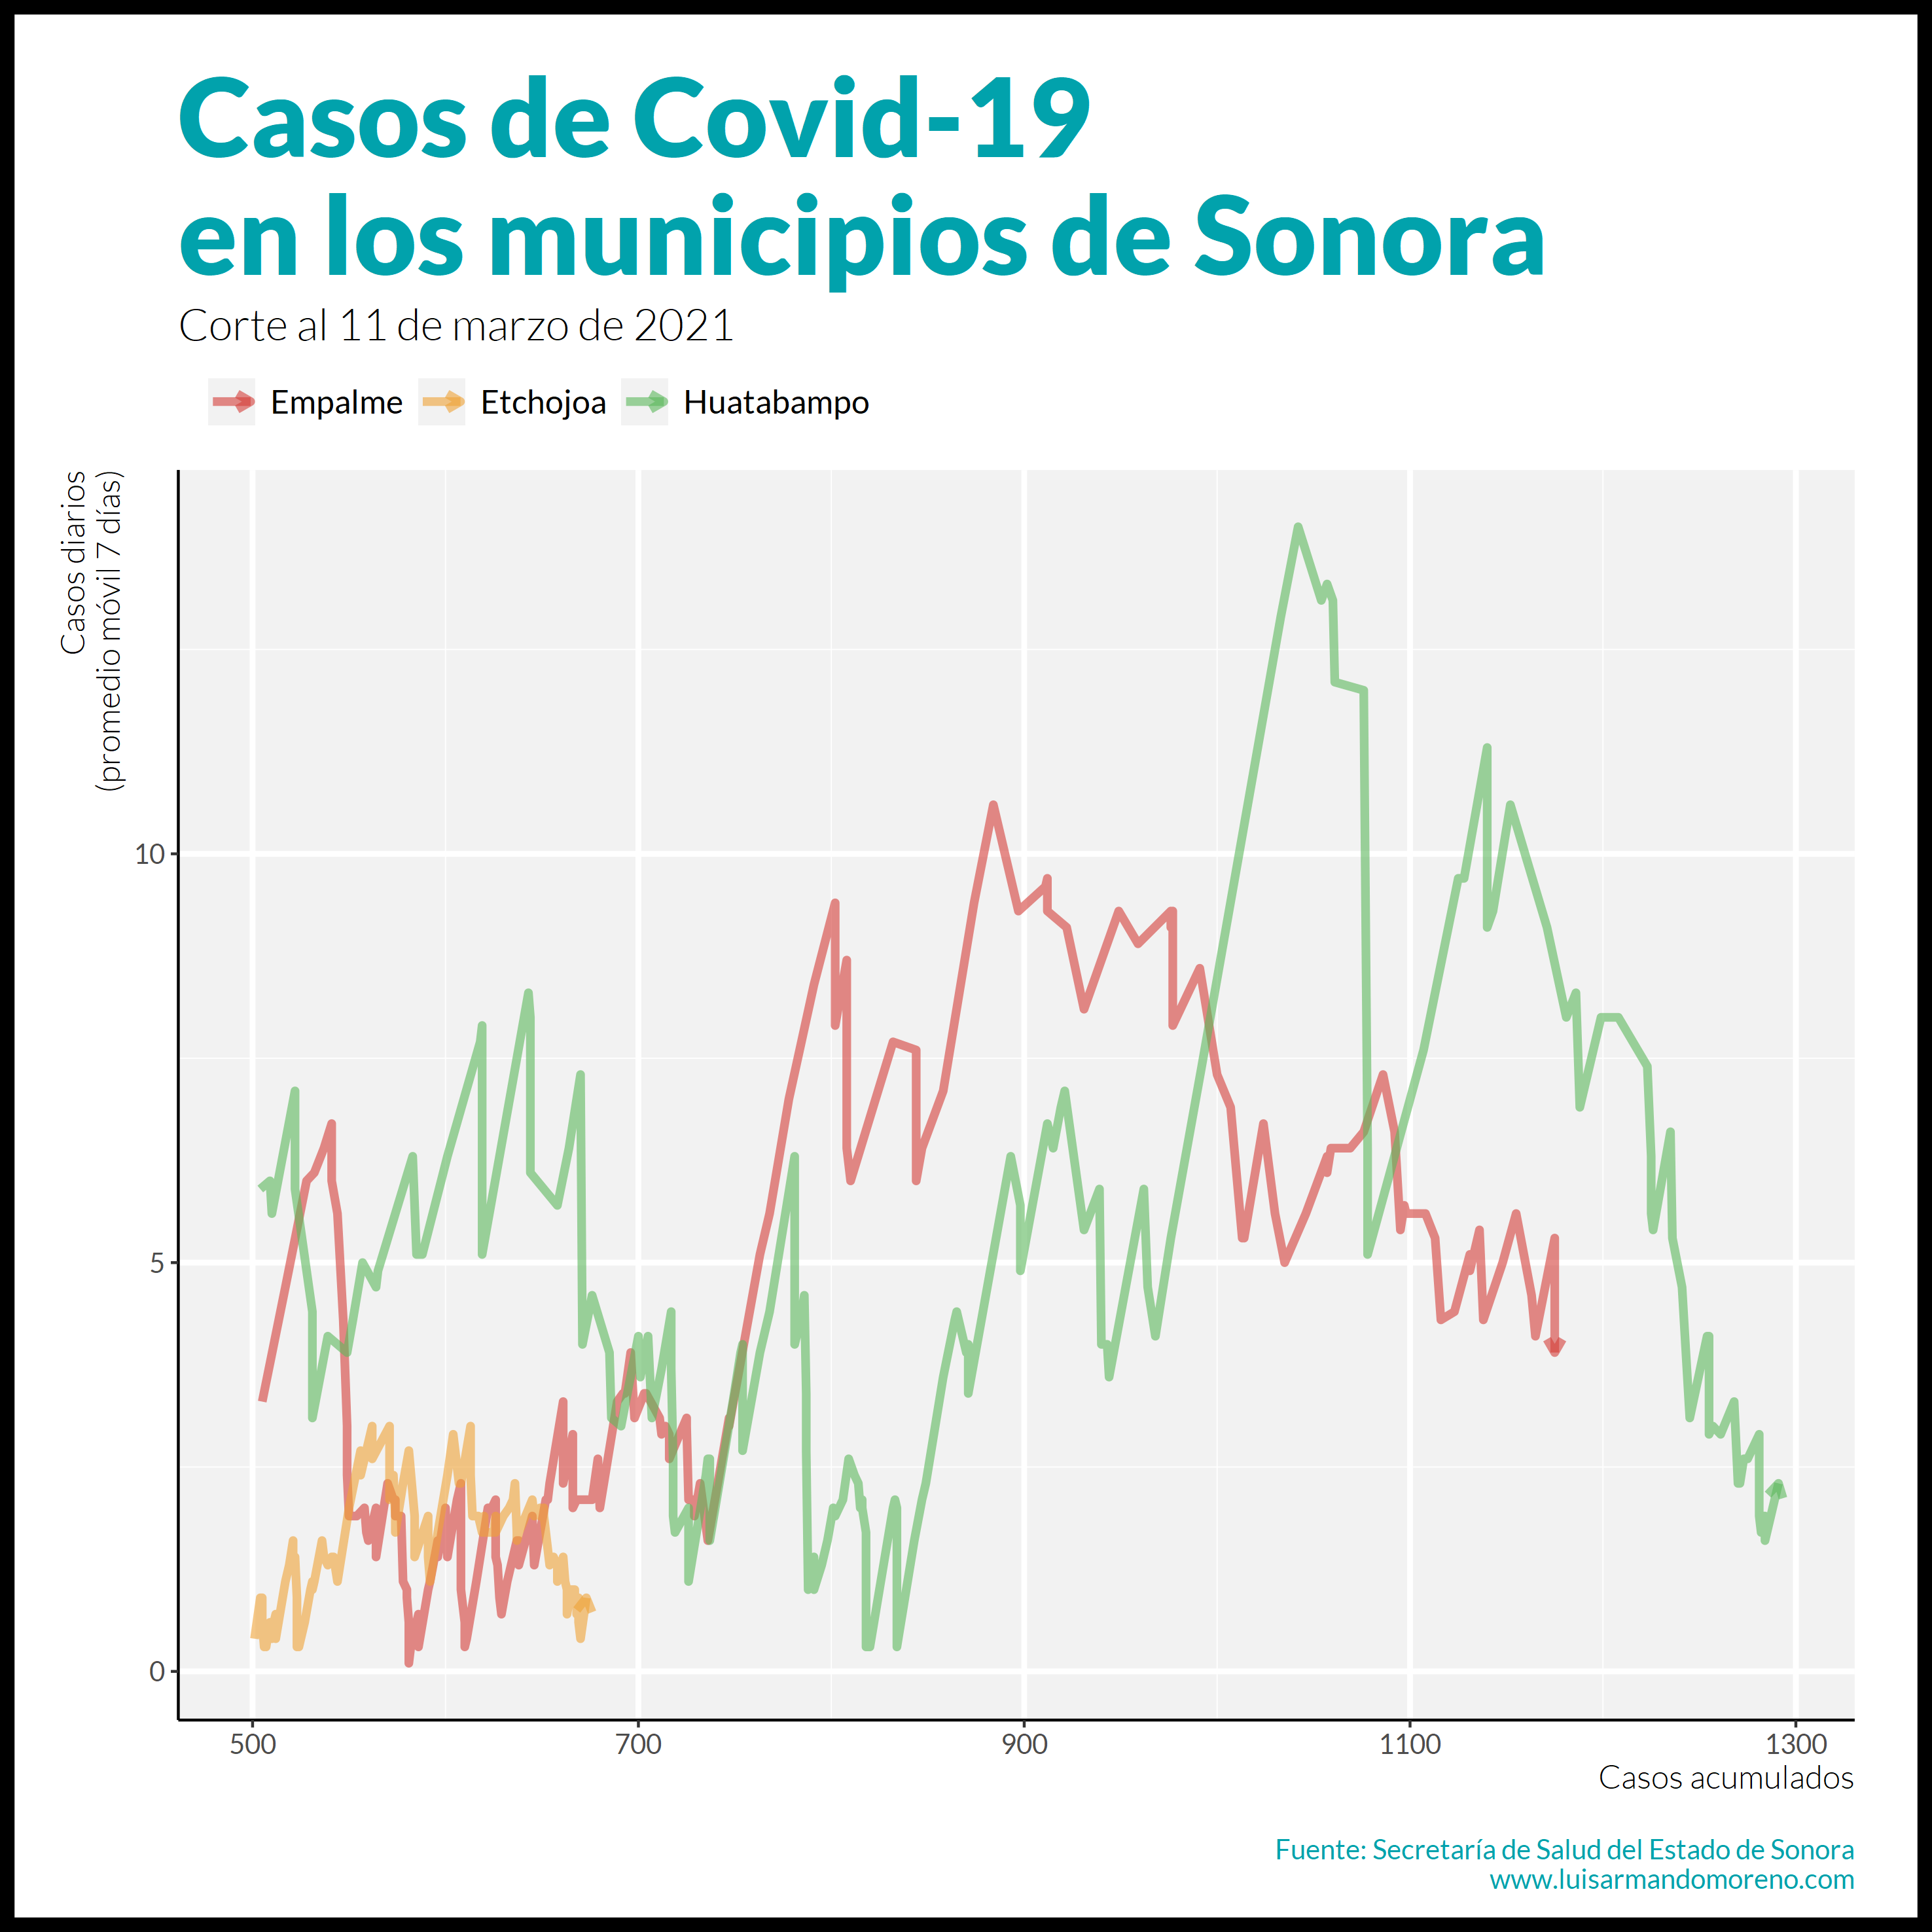 Casos de Covid-19
en los municipios de Sonora
Corte al 11 de marzo de 2021
Empalme Etchojoa Huatabampo
Casos diarios
(promedio móvil 7 días)
10
5
0
500 700 900 1100 1300
Casos acumulados
Fuente: Secretaría de Salud del Estado de Sonora
www.luisarmandomoreno.com